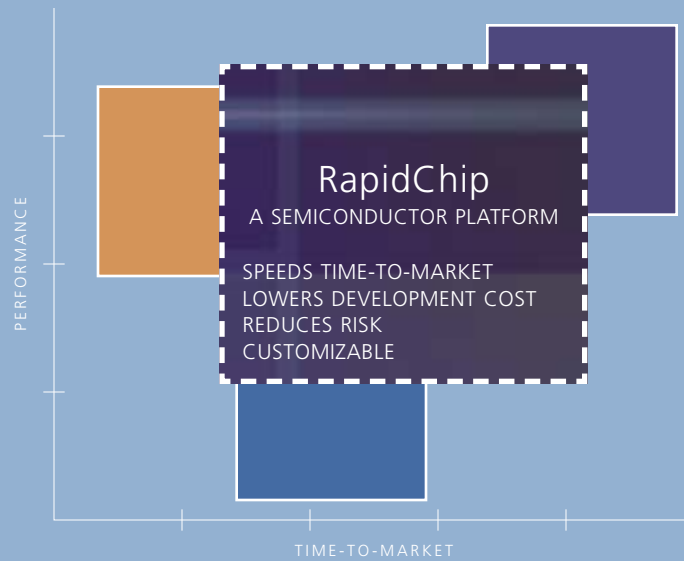 RapidChip
A SEMICONDUCTOR PLATFORM
SPEEDS TIME-TO-MARKET
LOWERS DEVELOPMENT COST
REDUCES RISK
CUSTOMIZABLE
PERFORMANCE
TIME-TO-MARKET